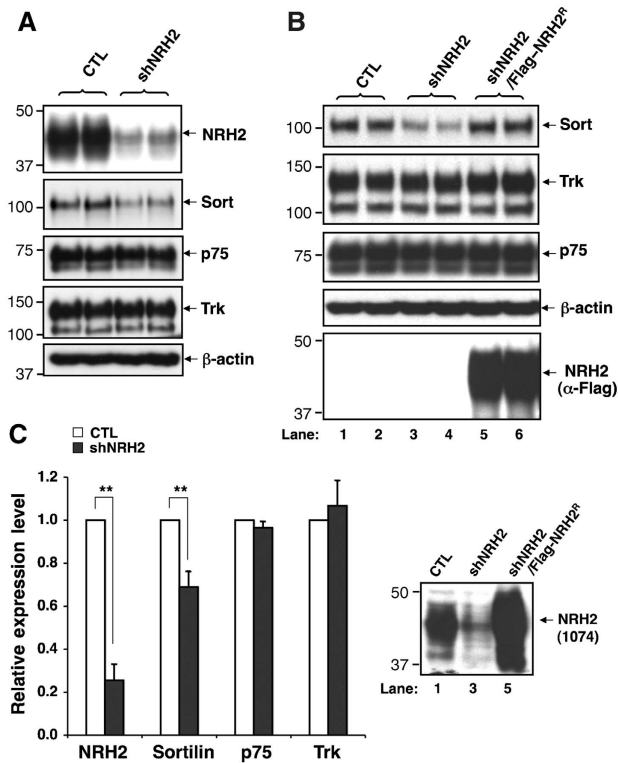 A
CTL
shNRH2
50
37
NRH2
100
Sort
75
p75
150
100
Trk
37
β-actin
B
CTL
shNRH2
shNRH2
/Flag-NRH2R
100
Sort
150
100
Trk
75
p75
β-actin
50
37
NRH2
(α-Flag)
Lane: 1 2 3 4 5 6
C
CTL
shNRH2
Relative expression level
1.2
1.0
0.8
0.6
0.4
0.2
0.0
**
**
NRH2 Sortilin p75 Trk
CTL
shNRH2
shNRH2
/Flag-NRH2R
50
37
NRH2
(1074)
Lane: 1 3 5